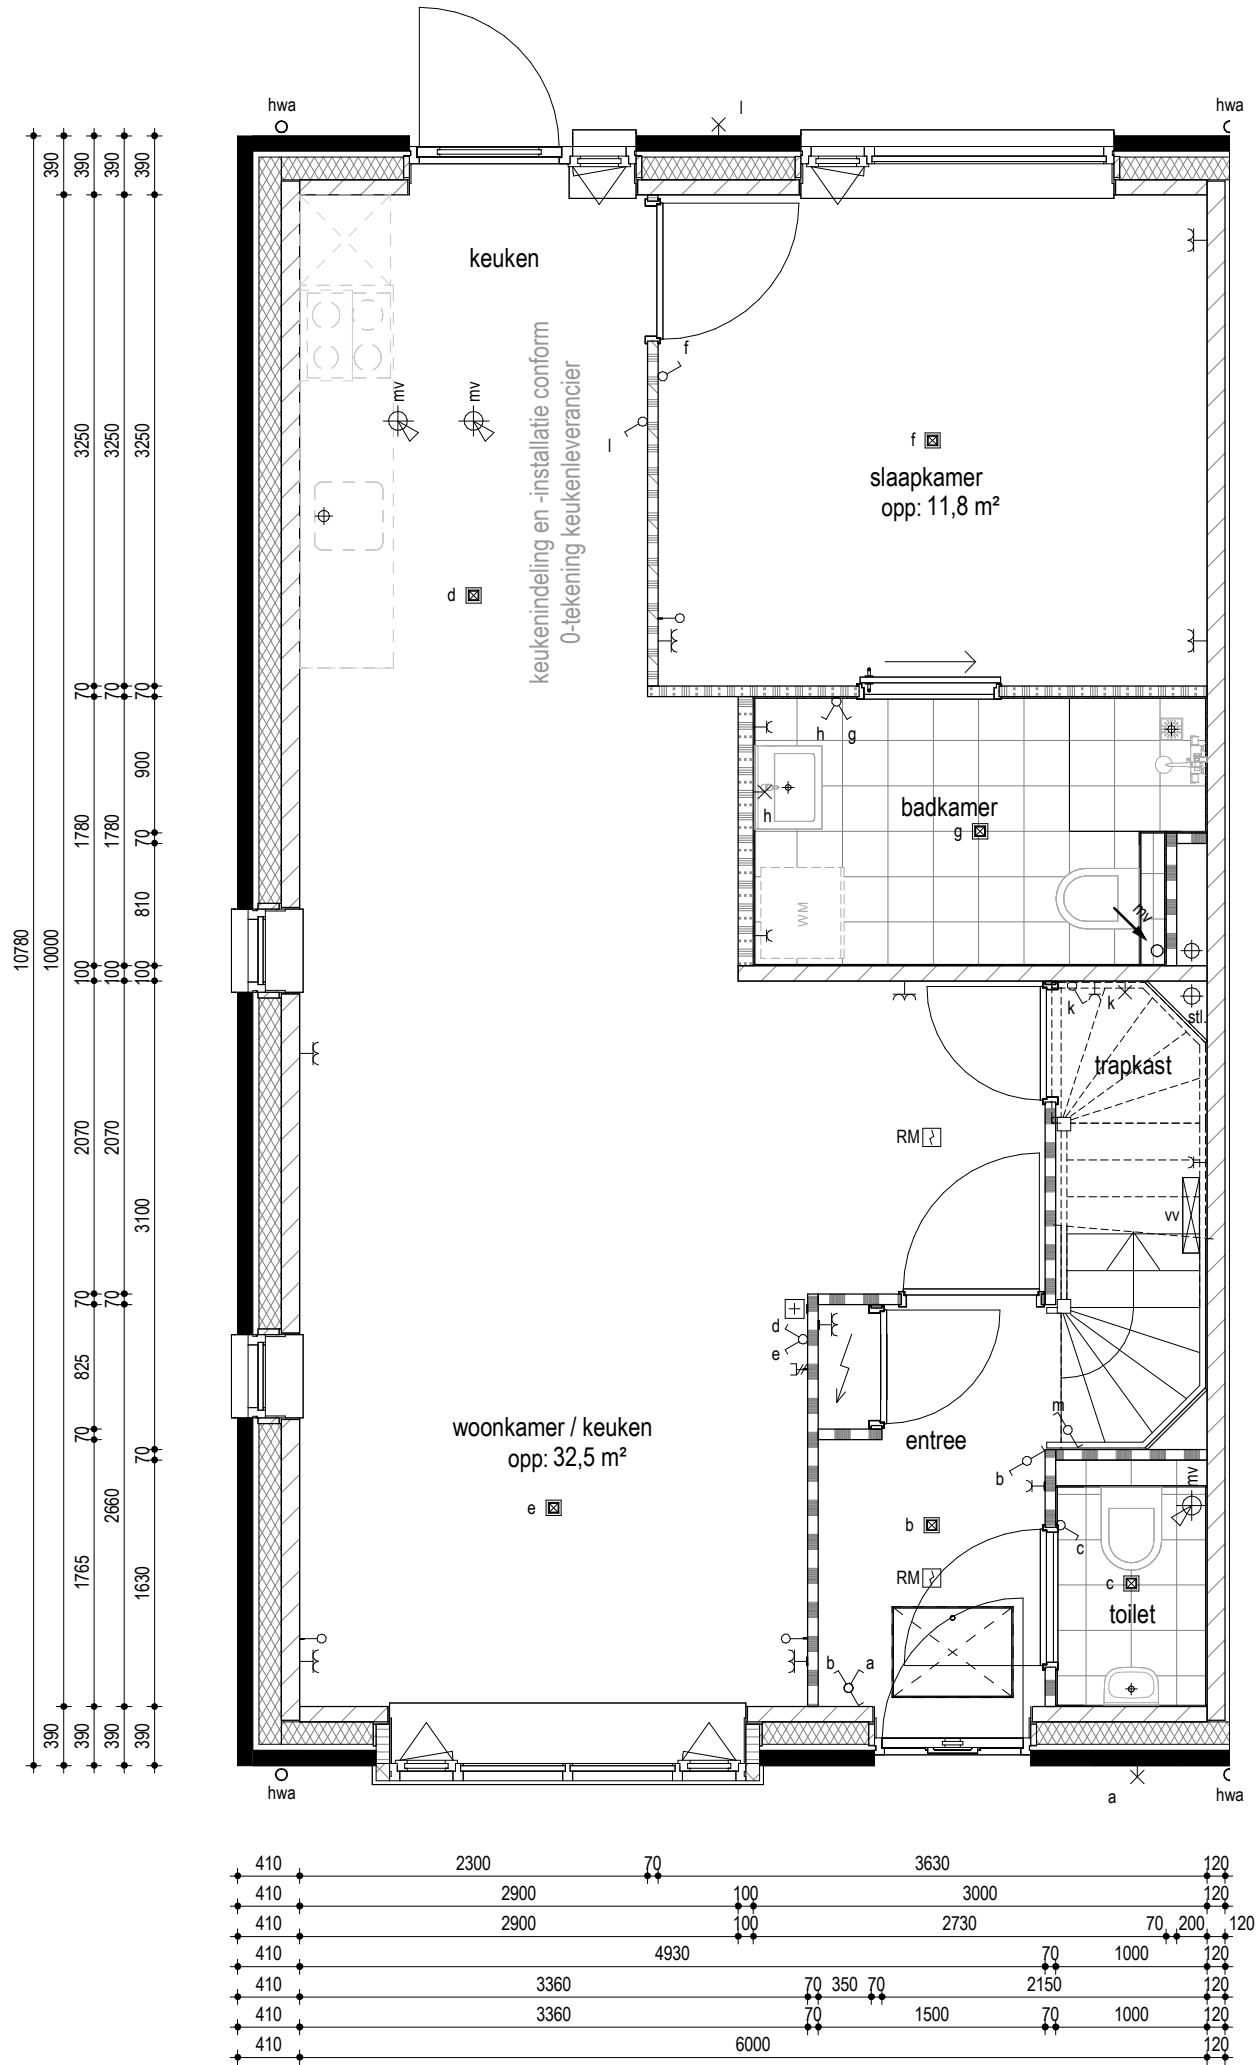 hwa
l
hwa
keuken
keukenindeling en -installatie conform
0-tekening keukenleverancier
mv
mv
f
l
f
slaapkamer
opp: 11,8 m²
d
h
g
badkamer
h
g
WM
mv
k
k
stl.
trapkast
RM
vv
d
e
m
woonkamer / keuken
opp: 32,5 m²
entree
b
mv
e
b
c
RM
c
toilet
b
a
hwa
hwa
a
10780
390
10000
390
390
3250
70
1780
100
2070
70
825
70
1765
390
390
3250
70
1780
100
2070
70
2660
390
390
3250
70
900
70
810
100
3100
70
1630
390
410 2300 70 3630 120
410 2900 100 3000 120
410 2900 100 2730 70 200 120
410 4930 70 1000 120
410 3360 70 350 70 2150 120
410 3360 70 1500 70 1000 120
410 6000 120